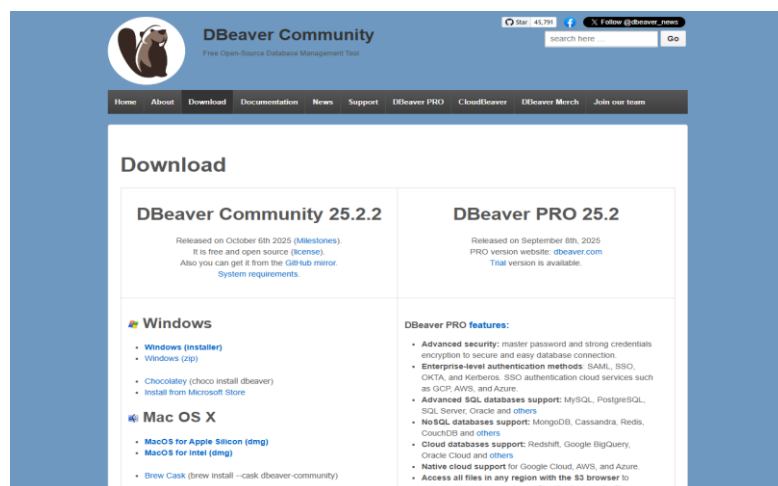 Star 45,791
Follow @dbeaver_news
DBeaver Community
Free Open-Source Database Management Tool
search here ...
Go
Home About Download Documentation News Support DBeaver PRO CloudBeaver DBeaver Merch Join our team
Download
DBeaver Community 25.2.2
Released on October 6th 2025 (Milestones).
It is free and open source (license).
Also you can get it from the GitHub mirror.
System requirements.
DBeaver PRO 25.2
Released on September 8th, 2025
PRO version website: dbeaver.com
Trial version is available.
Windows
Windows (installer)
Windows (zip)
Chocolatey (choco install dbeaver)
Install from Microsoft Store
Mac OS X
MacOS for Apple Silicon (dmg)
MacOS for Intel (dmg)
Brew Cask (brew install --cask dbeaver-community)
DBeaver PRO features:
Advanced security: master password and strong credentials
encryption to secure and easy database connection.
Enterprise-level authentication methods: SAML, SSO,
OKTA, and Kerberos. SSO authentication cloud services such
as GCP, AWS, and Azure.
Advanced SQL databases support: MySQL, PostgreSQL,
SQL Server, Oracle and others
NoSQL databases support: MongoDB, Cassandra, Redis,
CouchDB and others
Cloud databases support: Redshift, Google BigQuery,
Oracle Cloud and others
Native cloud support for Google Cloud, AWS, and Azure.
Access all files in any region with the S3 browser to